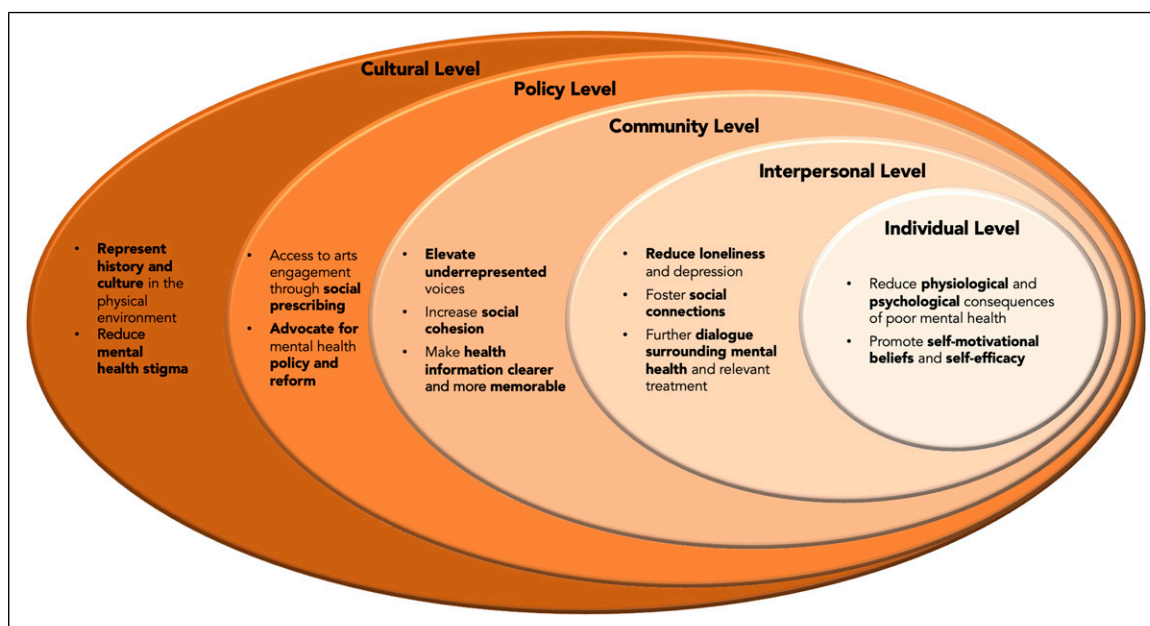 Cultural Level
• Represent
history and
culture in the
physical
environment
• Reduce
mental
health stigma
Policy Level
• Access to arts
engagement
through social
prescribing
• Advocate for
mental health
policy and
reform
Community Level
• Elevate
underrepresented
voices
• Increase social
cohesion
• Make health
information clearer
and more memorable
Interpersonal Level
• Reduce loneliness
and depression
• Foster social
connections
• Further dialogue
surrounding mental
health and relevant
treatment
Individual Level
• Reduce physiological and
psychological consequences
of poor mental health
• Promote self-motivational
beliefs and self-efficacy